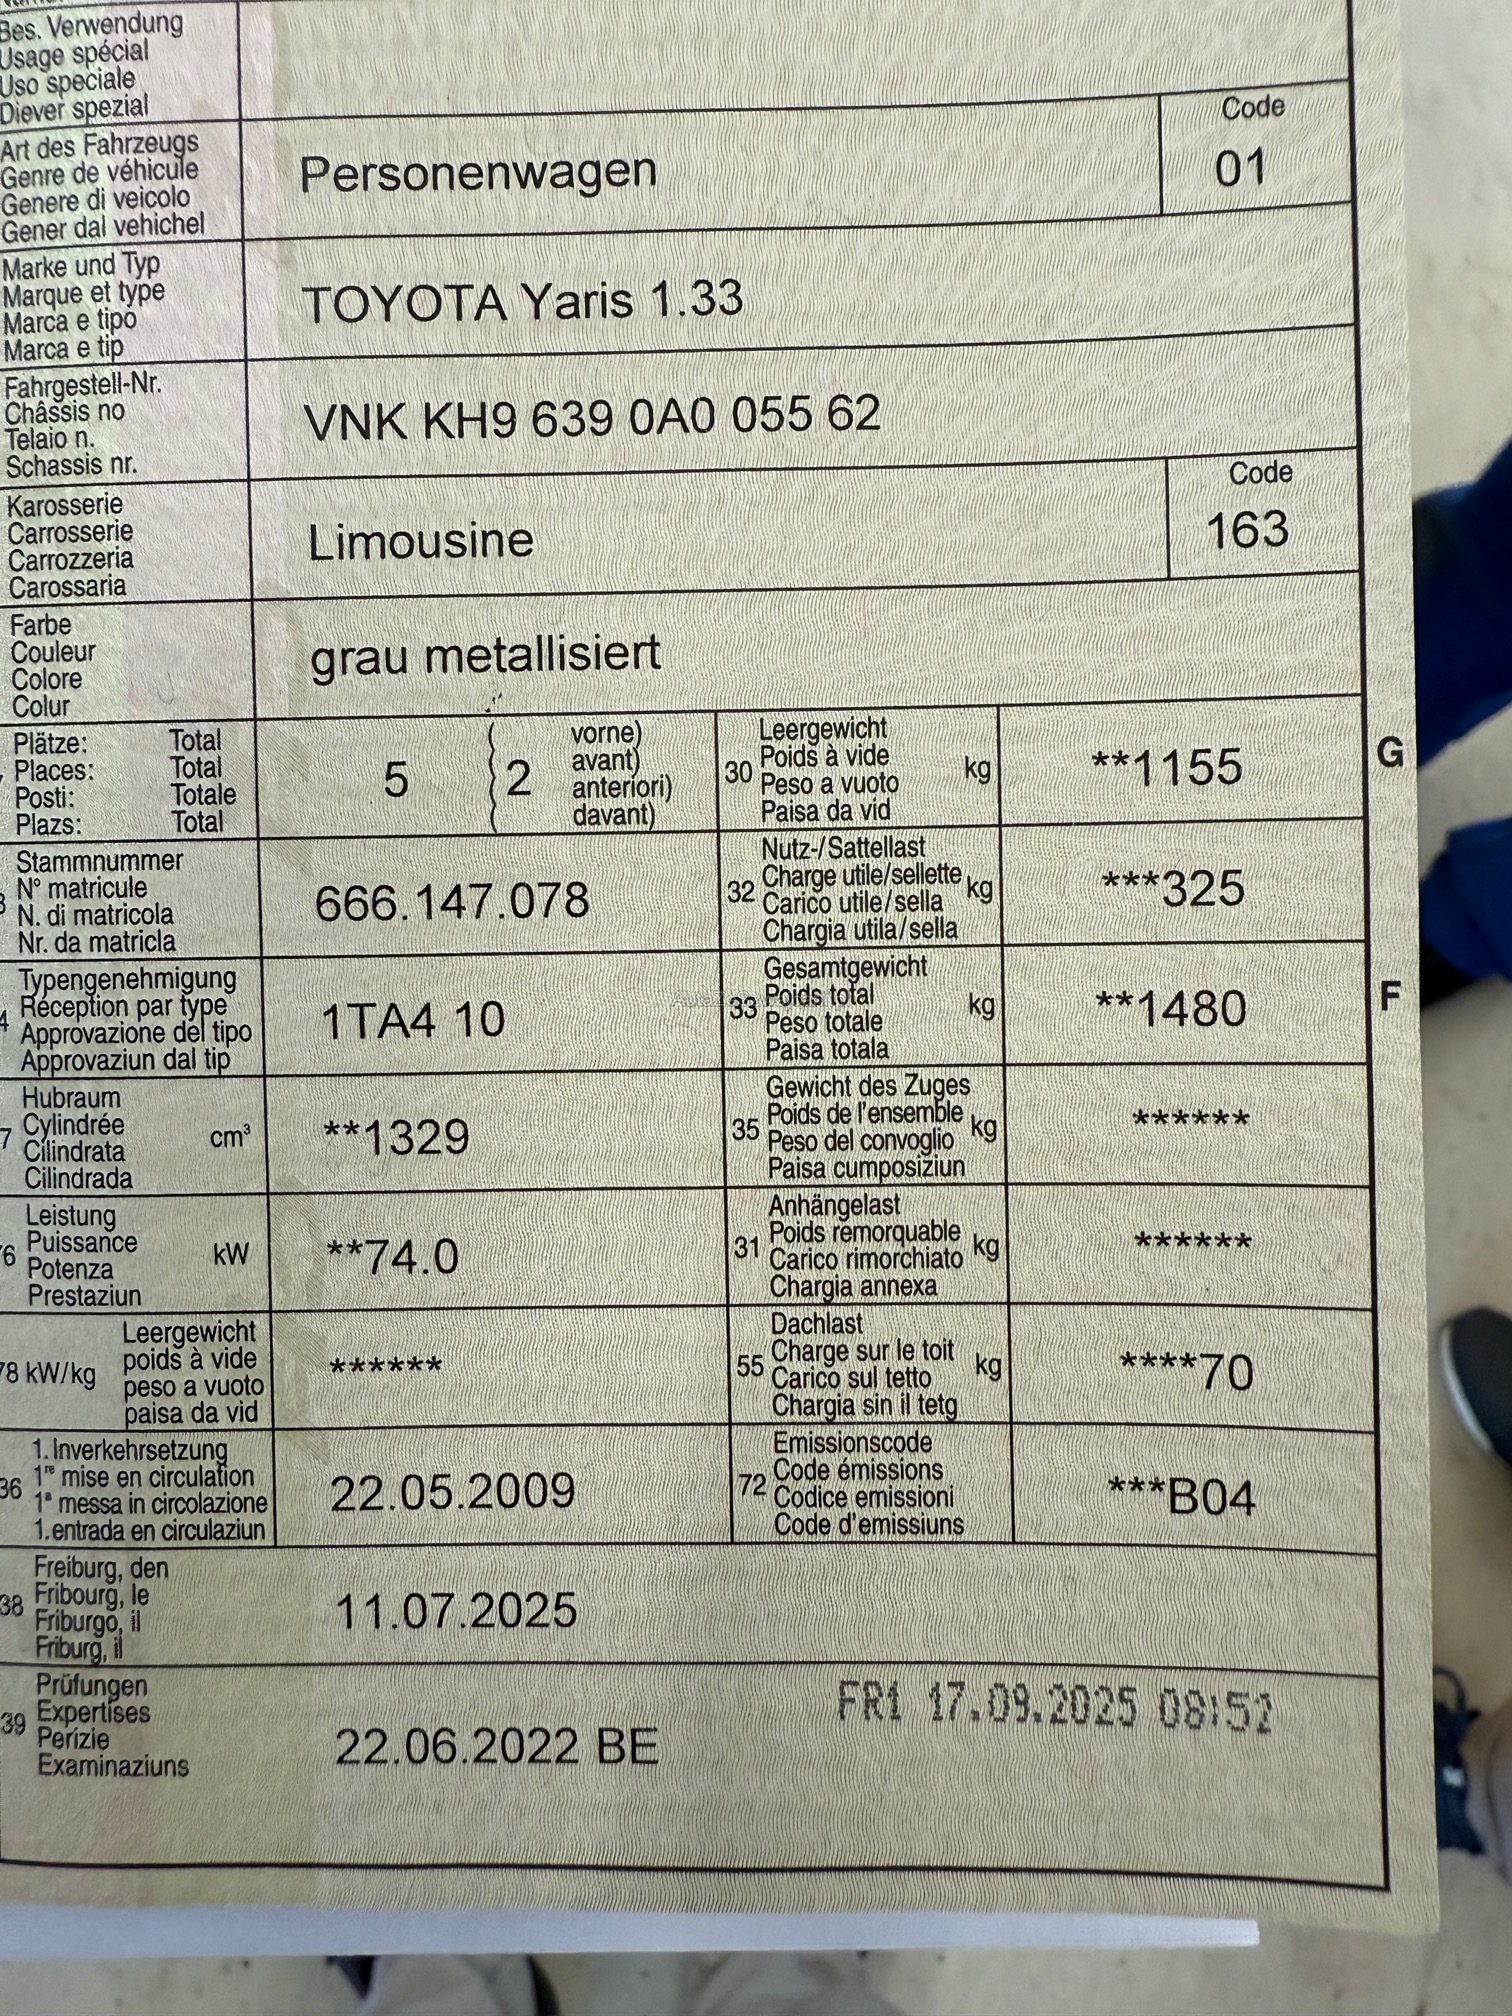 Bes. Verwendung
Usage spécial
Uso speciale
Diever spezial
Art des Fahrzeugs
Genre de véhicule
Genere di veicolo
Gener dal vehichel
Personenwagen
Code
01
Marke und Typ
Marque et type
Marca e tipo
Marca e tip
TOYOTA Yaris 1.33
Fahrgestell-Nr.
Châssis no
Telaio n.
Schassis nr.
VNK KH9 639 0A0 055 62
Karosserie
Carrosserie
Carrozzeria
Carossaria
Limousine
Code
163
Farbe
Couleur
Colore
Colur
grau metallisiert
Plätze: Total
Places: Total
Posti: Totale
Plazs: Total
5 ( 2
vorne)
avant)
anteriori)
davant)
30
Leergewicht
Poids à vide
Peso a vuoto
Paisa da vid
kg
**1155
G
Stammnummer
N° matricule
N. di matricola
Nr. da matricla
666.147.078
32
Nutz-/Sattellast
Charge utile/sellette
Carico utile/sella
Chargia utila/sella
kg
***325
Typengenehmigung
Réception par type
Approvazione del tipo
Approvaziun dal tip
1TA4 10
33
Gesamtgewicht
Poids total
Peso totale
Paisa totala
kg
**1480
F
Hubraum
Cylindrée
Cilindrata
Cilindrada
cm³
**1329
35
Gewicht des Zuges
Poids de l'ensemble
Peso del convoglio
Paisa cumposiziun
kg
******
Leistung
Puissance
Potenza
Prestaziun
kW
**74.0
31
Anhängelast
Poids remorquable
Carico rimorchiato
Chargia annexa
kg
******
78 kW/kg
Leergewicht
poids à vide
peso a vuoto
paisa da vid
******
55
Dachlast
Charge sur le toit
Carico sul tetto
Chargia sin il tetg
kg
****70
36
1. Inverkehrsetzung
1re mise en circulation
1a messa in circolazione
1. entrada en circulaziun
22.05.2009
72
Emissionscode
Code émissions
Codice emissioni
Code d'emissiuns
***B04
38
Freiburg, den
Fribourg, le
Friburgo, il
Friburg, il
11.07.2025
39
Prüfungen
Expertises
Perizie
Examinaziuns
22.06.2022 BE
FR1 17.09.2025 08:52